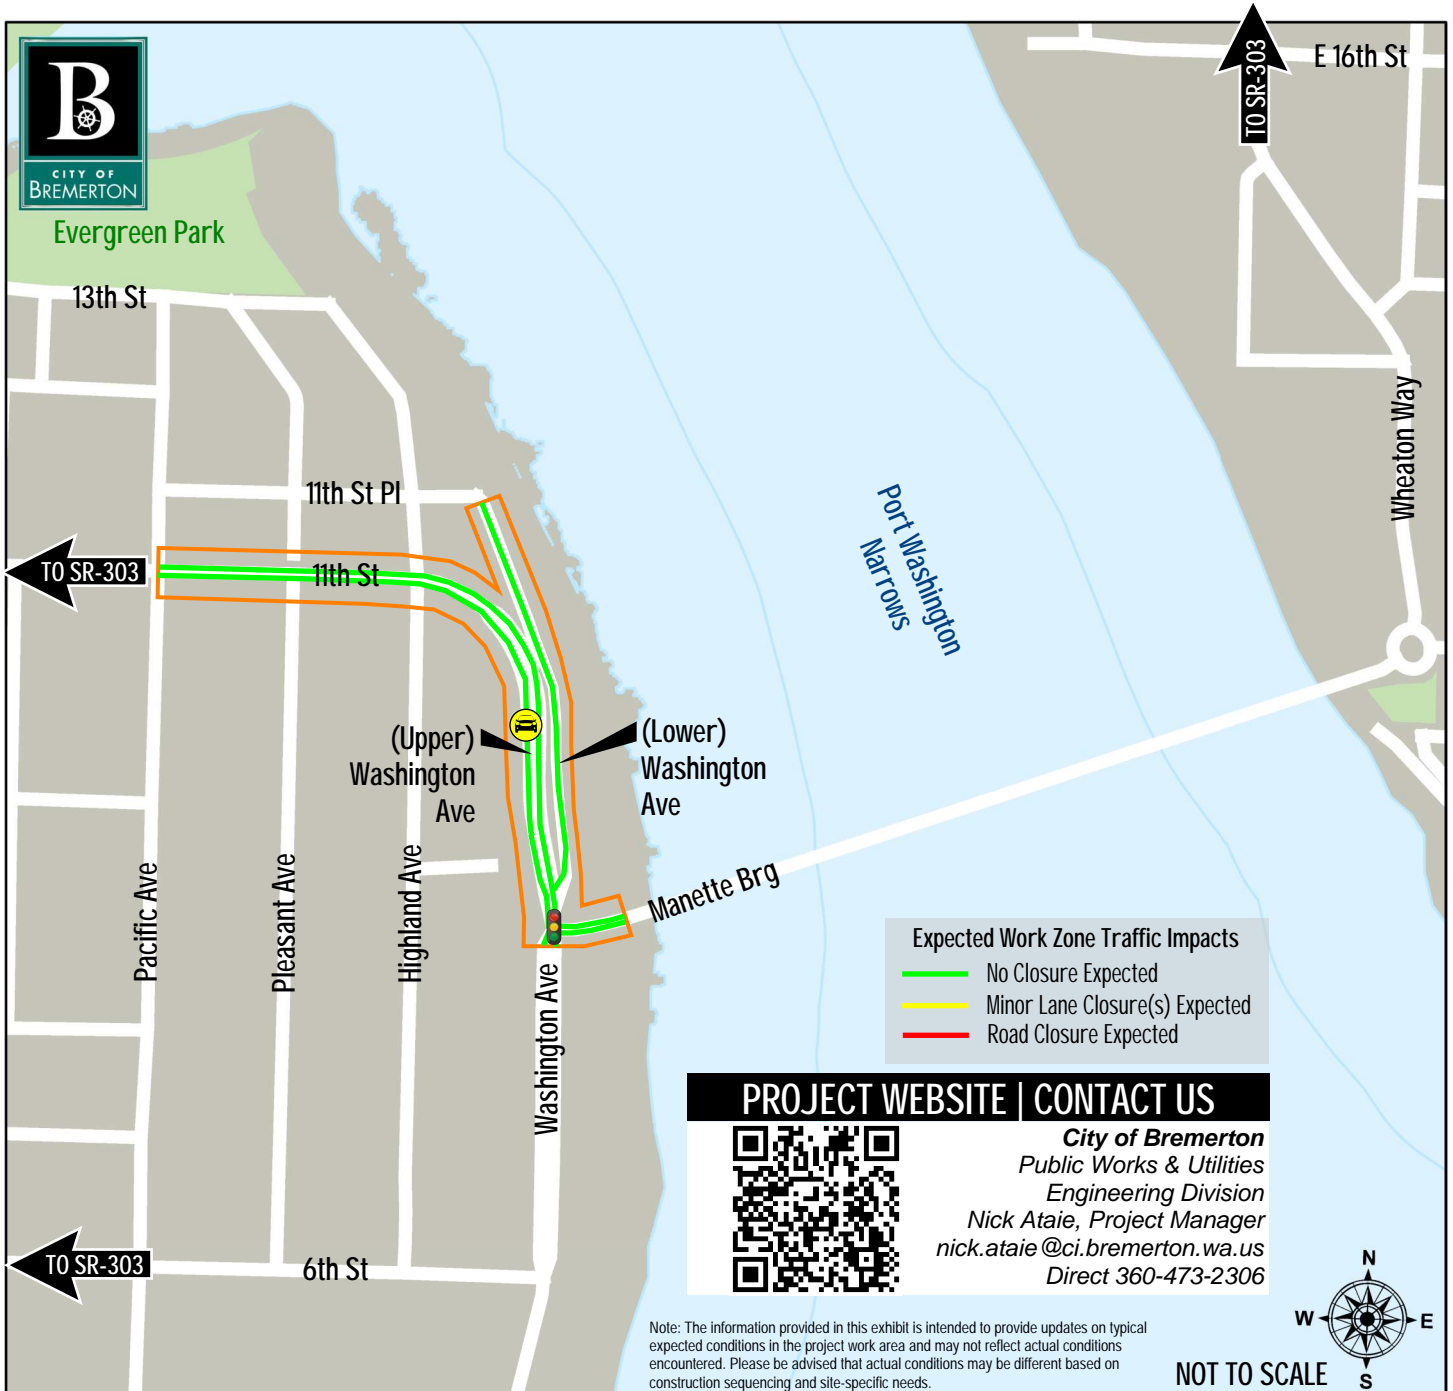 B
CITY OF
BREMERTON
Evergreen Park
TO SR-303
E 16th St
13th St
11th St Pl
TO SR-303
11th St
Port Washington
Narrows
Wheaton Way
(Upper)
Washington
Ave
(Lower)
Washington
Ave
Pacific Ave
Pleasant Ave
Highland Ave
Manette Brg
Washington Ave
Expected Work Zone Traffic Impacts
No Closure Expected
Minor Lane Closure(s) Expected
Road Closure Expected
PROJECT WEBSITE | CONTACT US
City of Bremerton
Public Works & Utilities
Engineering Division
Nick Ataie, Project Manager
nick.ataie@ci.bremerton.wa.us
Direct 360-473-2306
TO SR-303
6th St
Note: The information provided in this exhibit is intended to provide updates on typical
expected conditions in the project work area and may not reflect actual conditions
encountered. Please be advised that actual conditions may be different based on
construction sequencing and site-specific needs.
NOT TO SCALE
N
W
E
S